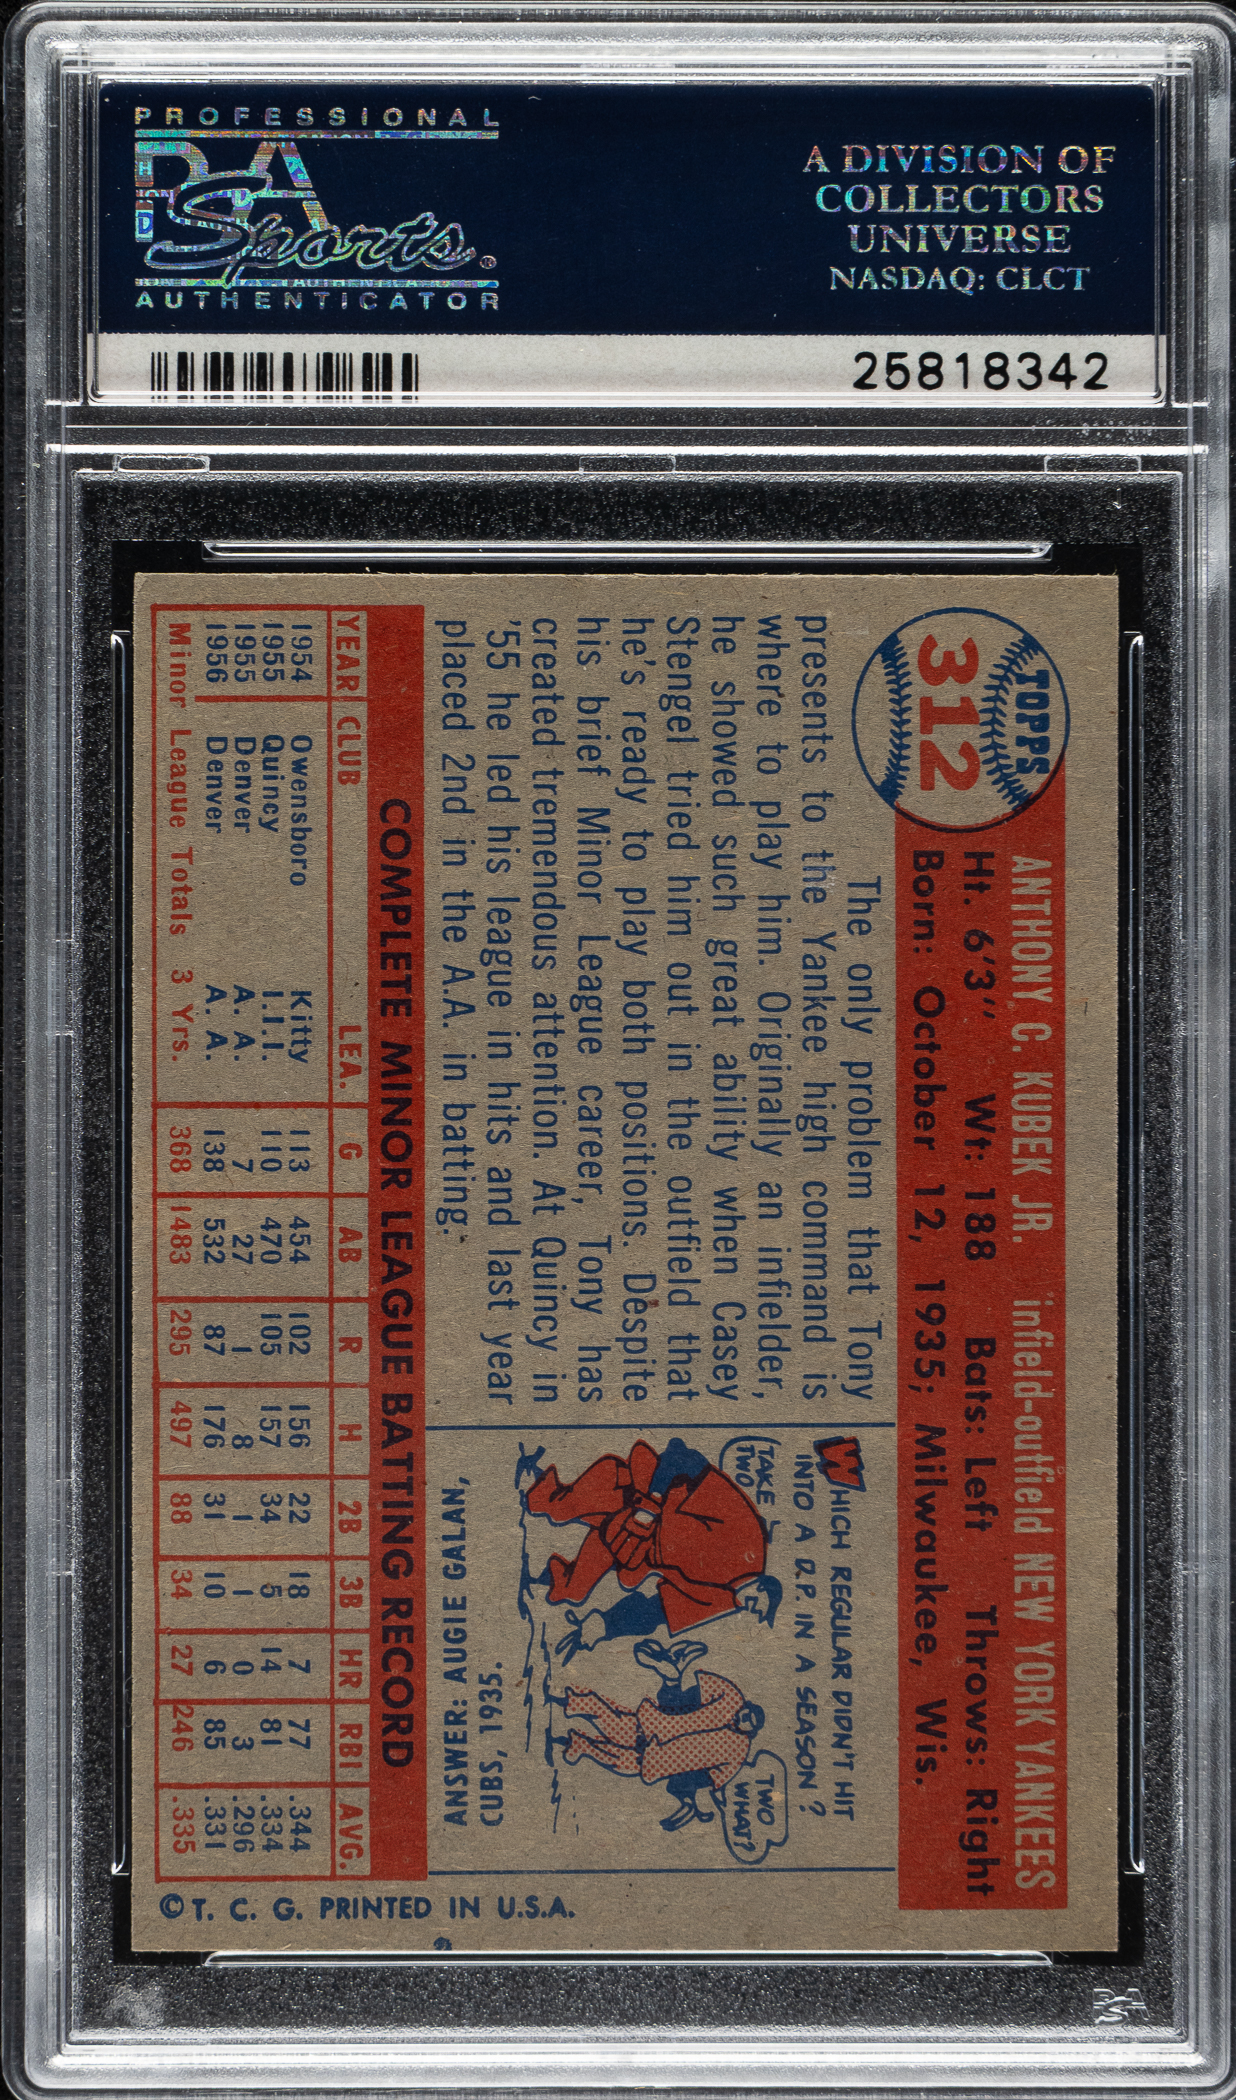 PROFESSIONAL
PSA
Sports®
AUTHENTICATOR
A DIVISION OF
COLLECTORS
UNIVERSE
NASDAQ: CLCT
25818342
TOPPS
312
ANTHONY C. KUBEK JR. infield-outfield NEW YORK YANKEES
Ht. 6'3" Wt: 188 Bats: Left Throws: Right
Born: October 12, 1935; Milwaukee, Wis.
The only problem that Tony
presents to the Yankee high command is
where to play him. Originally an infielder,
he showed such great ability when Casey
Stengel tried him out in the outfield that
he's ready to play both positions. Despite
his brief Minor League career, Tony has
created tremendous attention. At Quincy in
'55 he led his league in hits and last year
placed 2nd in the A.A. in batting.
WHICH REGULAR DIDN'T HIT
INTO A D.P. IN A SEASON?
TAKE
TWO
TWO
WHAT?
ANSWER: AUGIE GALAN,
CUBS, 1935.
COMPLETE MINOR LEAGUE BATTING RECORD
YEAR CLUB LEA. G AB R H 2B 3B HR RBI AVG.
1954 Owensboro Kitty 113 454 102 156 22 18 7 77 .344
1955 Quincy I.I.I. 110 470 105 157 34 5 14 81 .334
1955 Denver A. A. 7 27 1 8 1 1 0 3 .296
1956 Denver A. A. 138 532 87 176 31 10 6 85 .331
Minor League Totals 3 Yrs. 368 1483 295 497 88 34 27 246 .335
© T. C. G. PRINTED IN U.S.A.
PSA